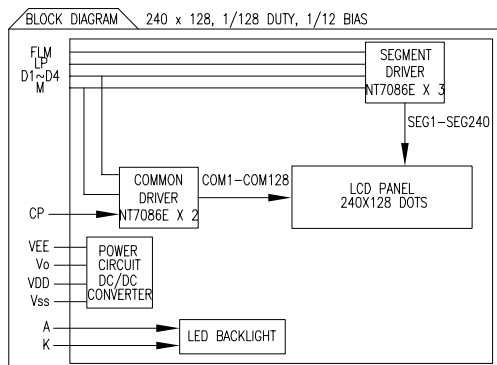 BLOCK DIAGRAM
240 x 128, 1/128 DUTY, 1/12 BIAS
FLM
LP
D1~D4
M
SEGMENT
DRIVER
NT7086E X 3
SEG1-SEG240
COMMON
DRIVER
NT7086E X 2
COM1-COM128
LCD PANEL
240X128 DOTS
CP
VEE
Vo
VDD
Vss
POWER
CIRCUIT
DC/DC
CONVERTER
A
K
LED BACKLIGHT